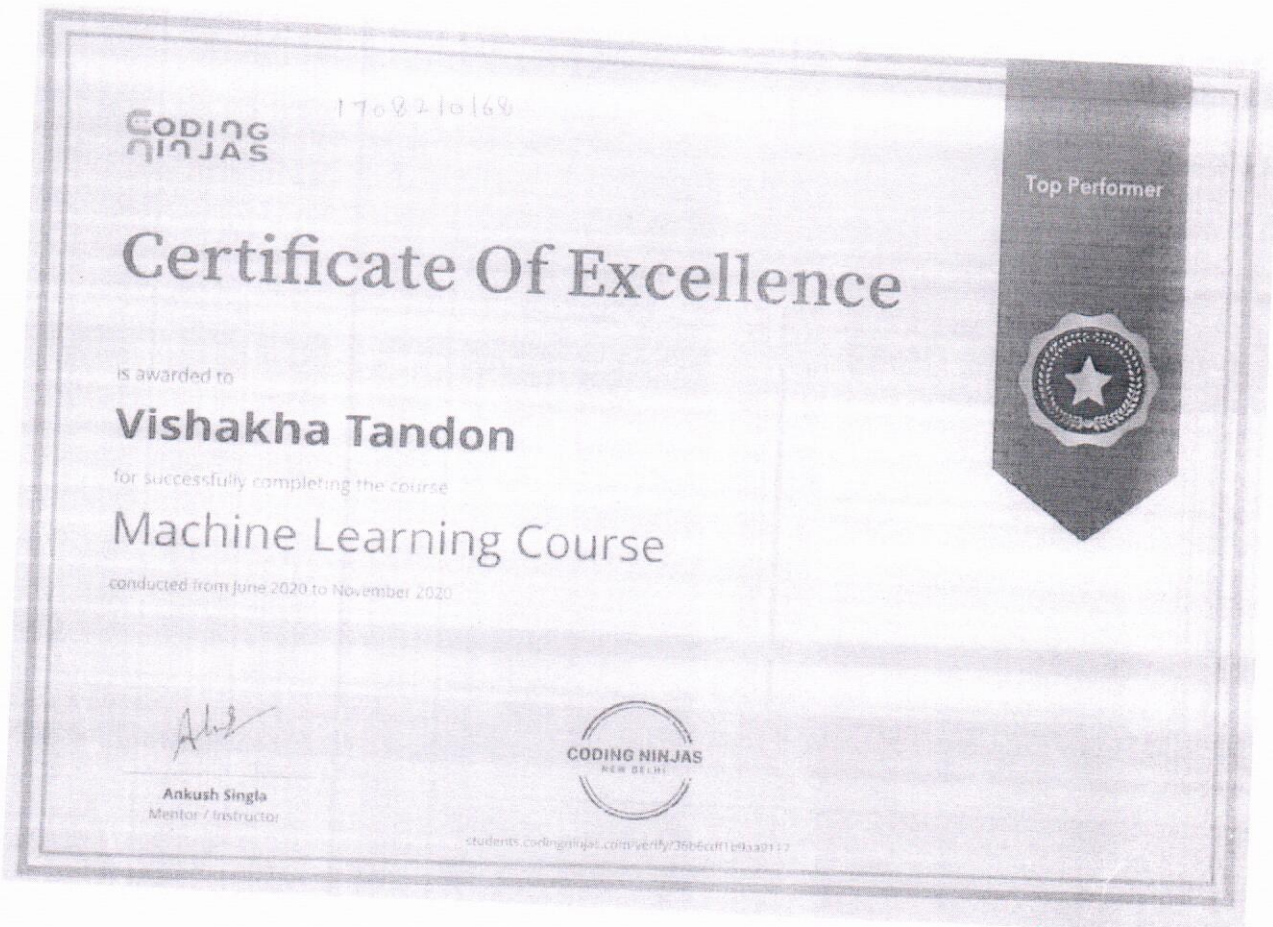 CODING
NINJAS
1708210168
Top Performer
Certificate Of Excellence
is awarded to
Vishakha Tandon
for successfully completing the course
Machine Learning Course
conducted from June 2020 to November 2020
Ankush Singla
Mentor / Instructor
CODING NINJAS
NEW DELHI